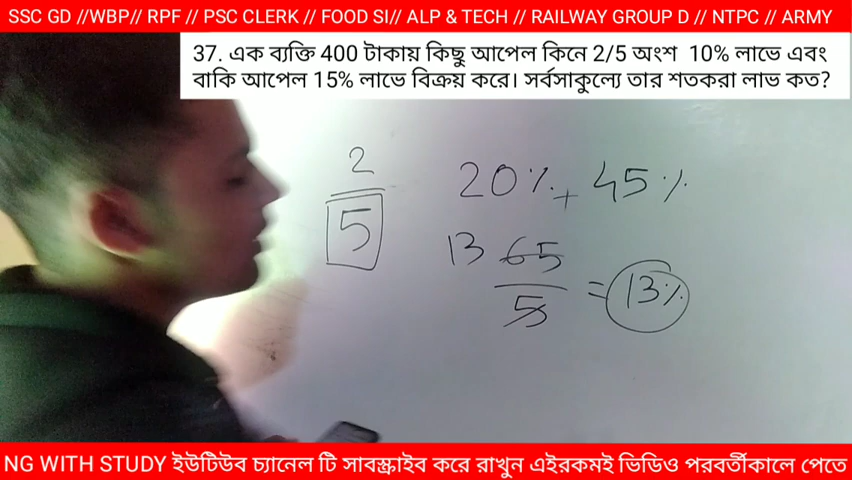 SSC GD //WBP// RPF // PSC CLERK // FOOD SI// ALP & TECH // RAILWAY GROUP D // NTPC // ARMY
37. এক ব্যক্তি 400 টাকায় কিছু আপেল কিনে 2/5 অংশ 10% লাভে এবং
বাকি আপেল 15% লাভে বিক্রয় করে। সর্বসাকুল্যে তার শতকরা লাভ কত?
2
5
20% + 45%
13 65
5
= 13%
NG WITH STUDY ইউটিউব চ্যানেল টি সাবস্ক্রাইব করে রাখুন এইরকমই ভিডিও পরবর্তীকালে পেতে